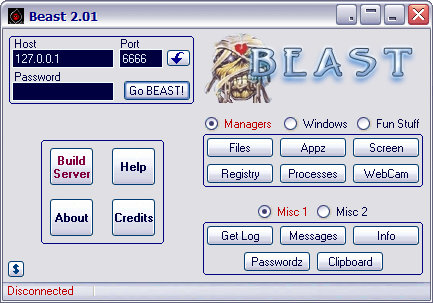 Beast 2.01
Host
Port
127.0.0.1
6666
Password
Go BEAST!
BEAST
Managers
Windows
Fun Stuff
Files
Appz
Screen
Registry
Processes
WebCam
Build
Server
Help
About
Credits
Misc 1
Misc 2
Get Log
Messages
Info
Passwordz
Clipboard
$
Disconnected